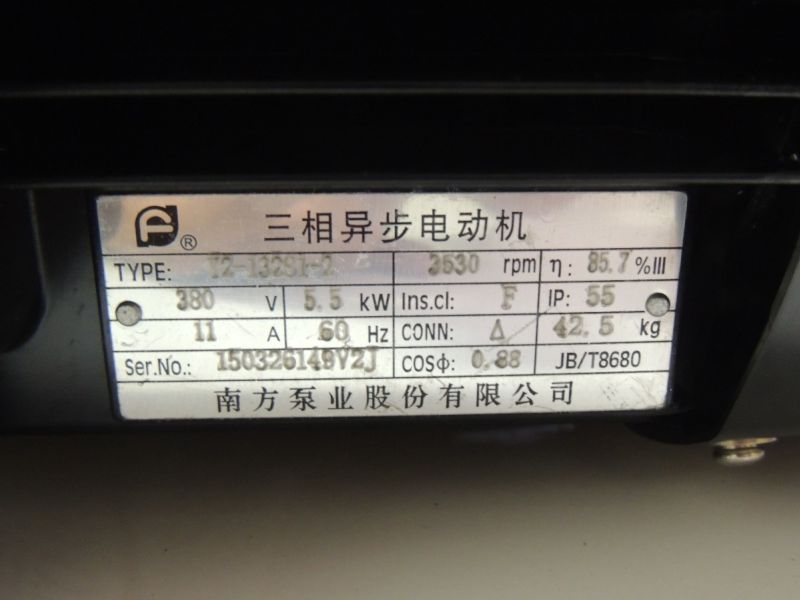 ® 三相异步电动机
TYPE: Y2-132S1-2 3530 rpm η: 85.7 %III
380 V 5.5 kW Ins.cl: F IP: 55
11 A 60 Hz CONN: Δ 42.5 kg
Ser.No.: 150326149Y2J COSφ: 0.88 JB/T8680
南方泵业股份有限公司